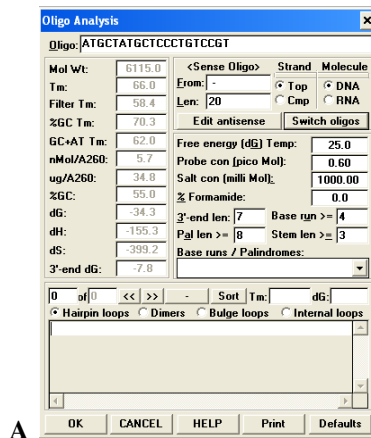 Oligo Analysis
Oligo: ATGCTATGCTCCCTGTCCGT
Mol Wt: 6115.0
Tm: 66.0
Filter Tm: 58.4
%GC Tm: 70.3
GC+AT Tm: 62.0
nMol/A260: 5.7
ug/A260: 34.8
%GC: 55.0
dG: -34.3
dH: -155.3
dS: -399.2
3'-end dG: -7.8
<Sense Oligo> Strand Molecule
From: - Top DNA
Len: 20 Cmp RNA
Edit antisense Switch oligos
Free energy (dG) Temp: 25.0
Probe con (pico Mol): 0.60
Salt con (milli Mol): 1000.00
% Formamide: 0.0
3'-end len: 7 Base run >= 4
Pal len >= 8 Stem len >= 3
Base runs / Palindromes:
0 of 0 << >> - Sort Tm: dG:
Hairpin loops Dimers Bulge loops Internal loops
OK CANCEL HELP Print Defaults
A